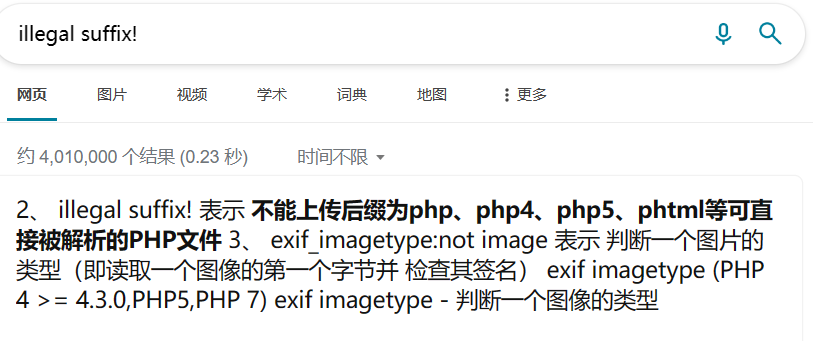 illegal suffix!
网页 图片 视频 学术 词典 地图 更多
约 4,010,000 个结果 (0.23 秒) 时间不限
2、 illegal suffix! 表示 不能上传后缀为php、php4、php5、phtml等可直
接被解析的PHP文件 3、 exif_imagetype:not image 表示 判断一个图片的
类型（即读取一个图像的第一个字节并 检查其签名） exif imagetype (PHP
4 >= 4.3.0,PHP5,PHP 7) exif imagetype - 判断一个图像的类型